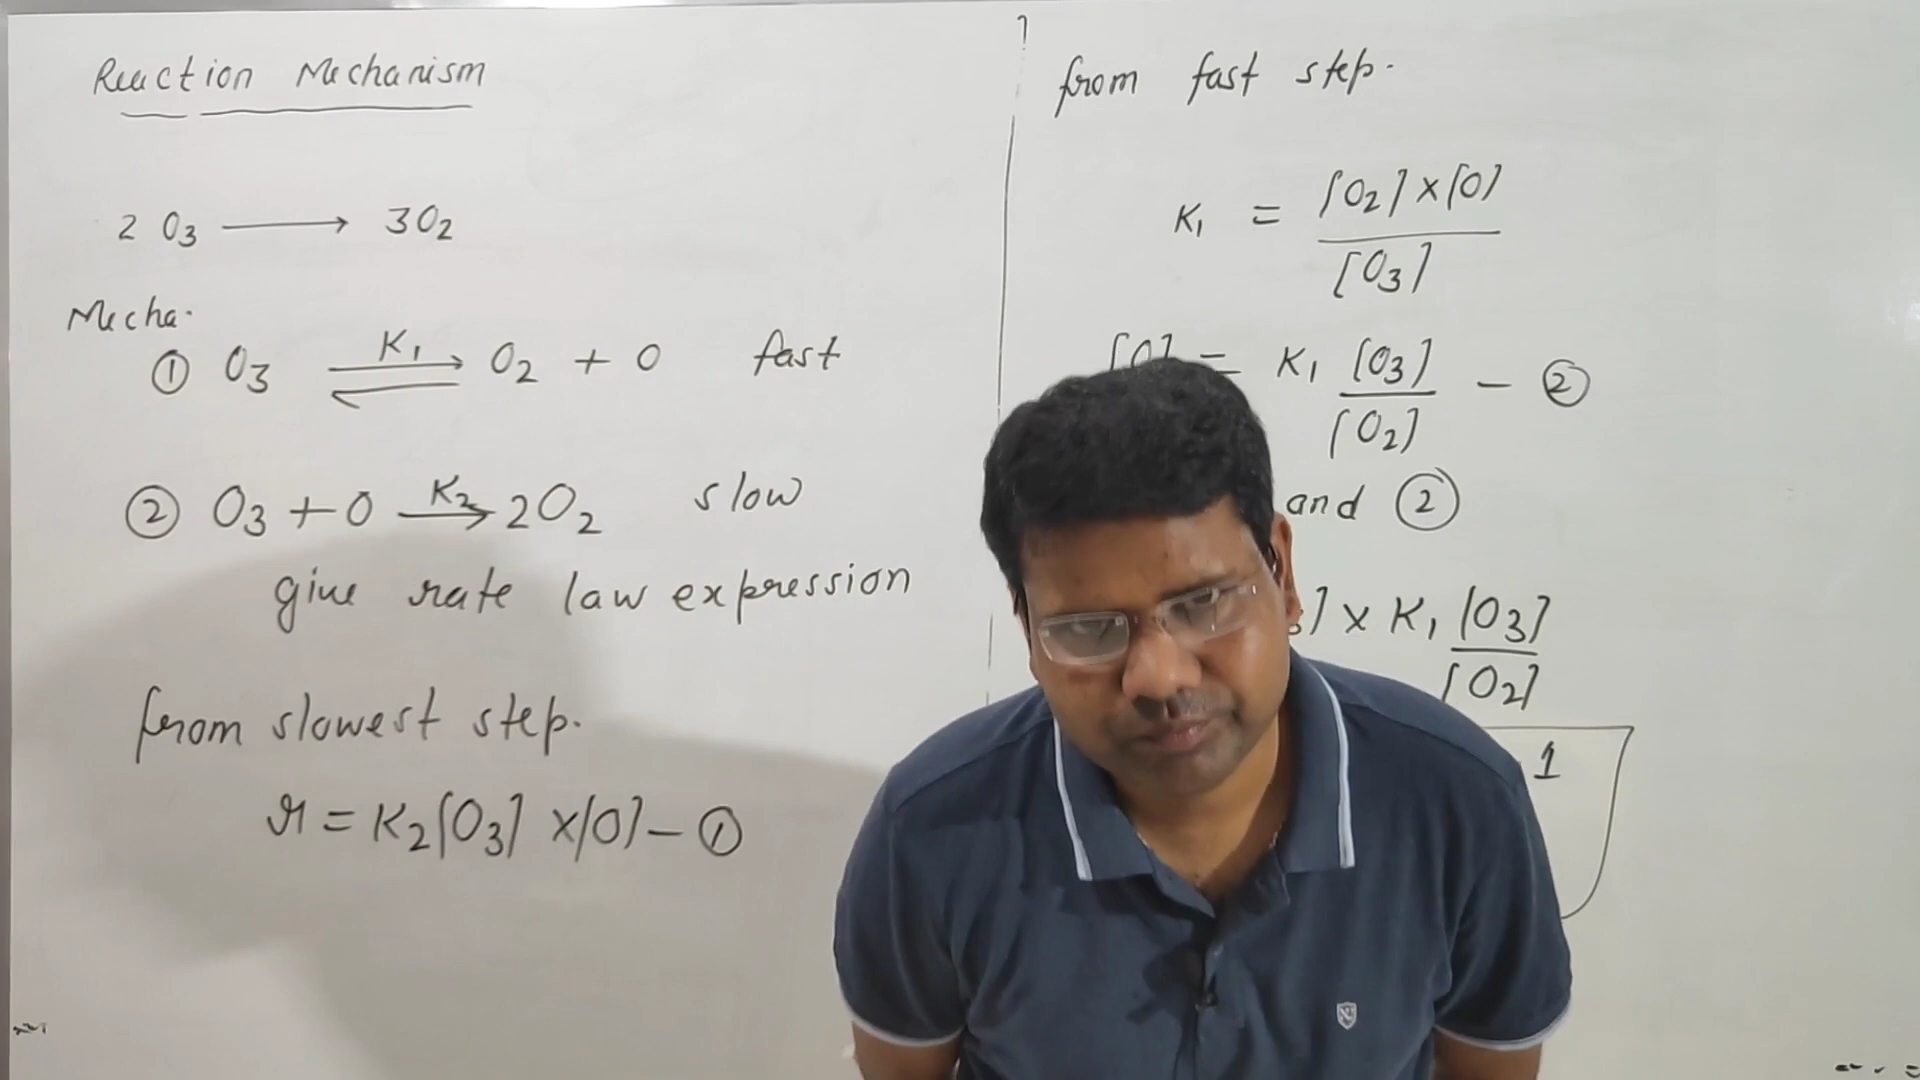 Reaction Mechanism
2 O3 ⟶ 3O2
Mecha.
① O3 ⇌ K1 O2 + O fast
② O3 + O ⟶ K2 2O2 slow
give rate law expression
from slowest step.
r = K2[O3] x[O] – ①
from fast step.
K1 = [O2] x [O] / [O3]
[O] = K1 [O3] / [O2] – ②
and ②
] x K1 [O3] / [O2]
1